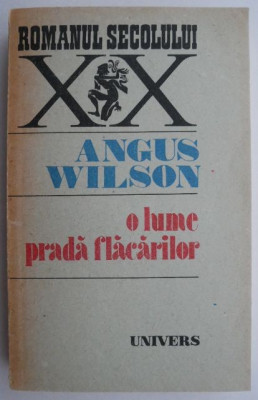 ROMANUL SECOLULUI
XX
ANGUS
WILSON
o lume
pradă flăcărilor
UNIVERS